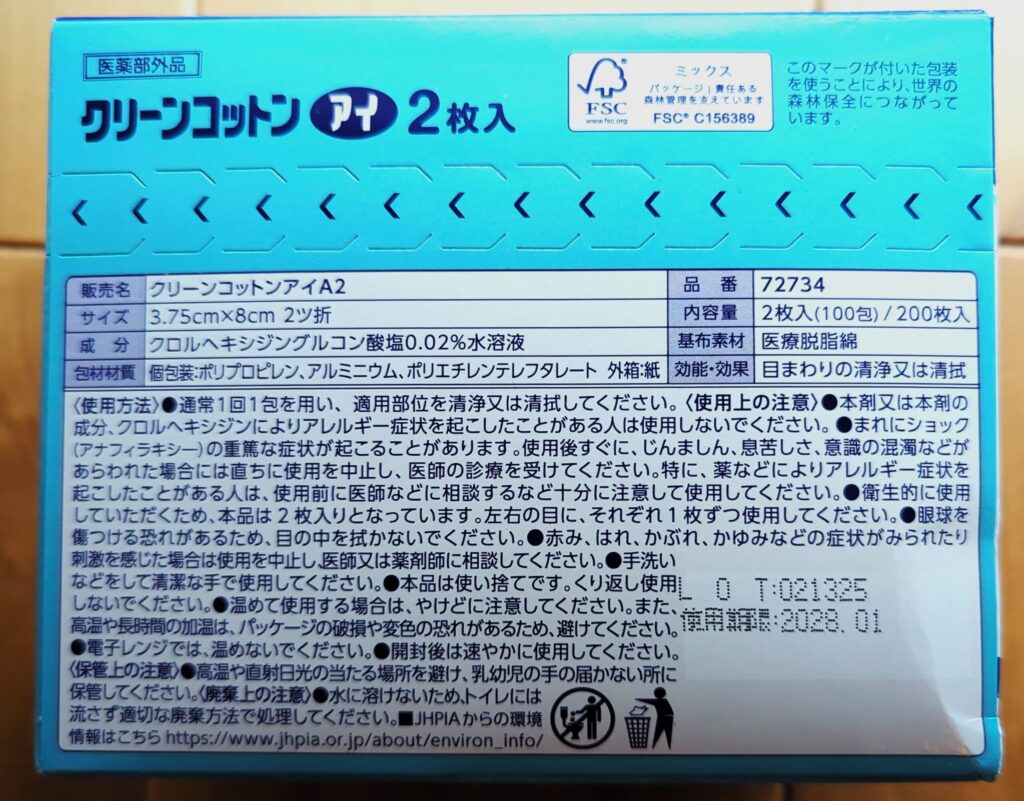 医薬部外品
クリーンコットン アイ 2枚入
FSC
www.fsc.org
ミックス
パッケージ|責任ある
森林管理を支えています
FSC® C156389
このマークが付いた包装
を使うことにより、世界の
森林保全につながって
います。
販売名 クリーンコットンアイA2 品番 72734
サイズ 3.75cm×8cm 2ツ折 内容量 2枚入(100包)/200枚入
成分 クロルヘキシジングルコン酸塩0.02%水溶液 基布素材 医療脱脂綿
包材材質 個包装:ポリプロピレン、アルミニウム、ポリエチレンテレフタレート 外箱:紙 効能・効果 目まわりの清浄又は清拭
〈使用方法〉●通常1回1包を用い、適用部位を清浄又は清拭してください。〈使用上の注意〉●本剤又は本剤の
成分、クロルヘキシジンによりアレルギー症状を起こしたことがある人は使用しないでください。●まれにショック
(アナフィラキシー)の重篤な症状が起こることがあります。使用後すぐに、じんましん、息苦しさ、意識の混濁などが
あらわれた場合には直ちに使用を中止し、医師の診療を受けてください。特に、薬などによりアレルギー症状を
起こしたことがある人は、使用前に医師などに相談するなど十分に注意して使用してください。●衛生的に使用
していただくため、本品は2枚入りとなっています。左右の目に、それぞれ1枚ずつ使用してください。●眼球を
傷つける恐れがあるため、目の中を拭かないでください。●赤み、はれ、かぶれ、かゆみなどの症状がみられたり
刺激を感じた場合は使用を中止し、医師又は薬剤師に相談してください。●手洗い
などをして清潔な手で使用してください。●本品は使い捨てです。くり返し使用
しないでください。●温めて使用する場合は、やけどに注意してください。また、
高温や長時間の加温は、パッケージの破損や変色の恐れがあるため、避けてください。
●電子レンジでは、温めないでください。●開封後は速やかに使用してください。
〈保管上の注意〉●高温や直射日光の当たる場所を避け、乳幼児の手の届かない所に
保管してください。〈廃棄上の注意〉●水に溶けないため、トイレには
流さず適切な廃棄方法で処理してください。■JHPIAからの環境
情報はこちら https://www.jhpia.or.jp/about/environ_info/
LOT:021325
使用期限:2028.01